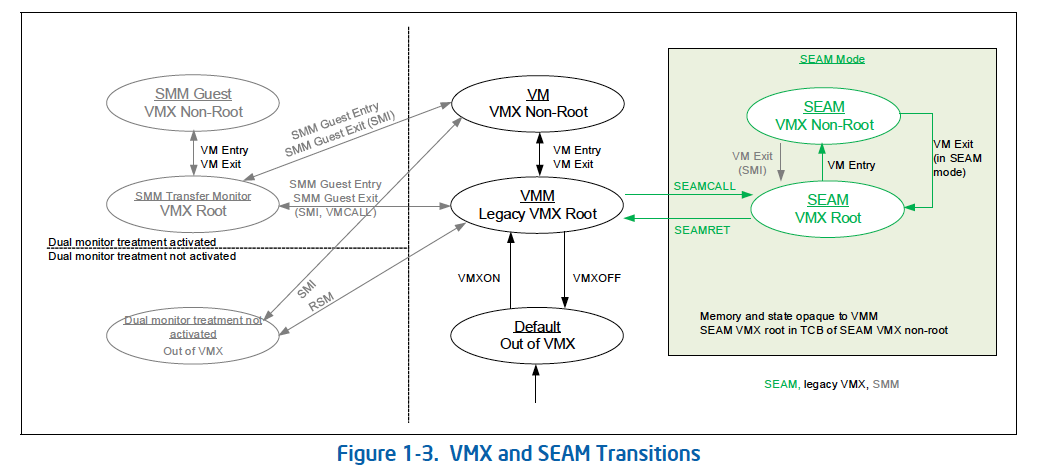 SMM Guest
VMX Non-Root
VM Entry
VM Exit
SMM Transfer Monitor
VMX Root
Dual monitor treatment activated
Dual monitor treatment not activated
Dual monitor treatment not
activated
Out of VMX
SMM Guest Entry
SMM Guest Exit (SMI)
SMM Guest Entry
SMM Guest Exit
(SMI, VMCALL)
SMI
RSM
VM
VMX Non-Root
VM Entry
VM Exit
VMM
Legacy VMX Root
VMXON
VMXOFF
Default
Out of VMX
SEAMCALL
SEAMRET
SEAM Mode
SEAM
VMX Non-Root
VM Exit
(SMI)
VM Entry
VM Exit
(in SEAM
mode)
SEAM
VMX Root
Memory and state opaque to VMM
SEAM VMX root in TCB of SEAM VMX non-root
SEAM, legacy VMX, SMM
Figure 1-3. VMX and SEAM Transitions